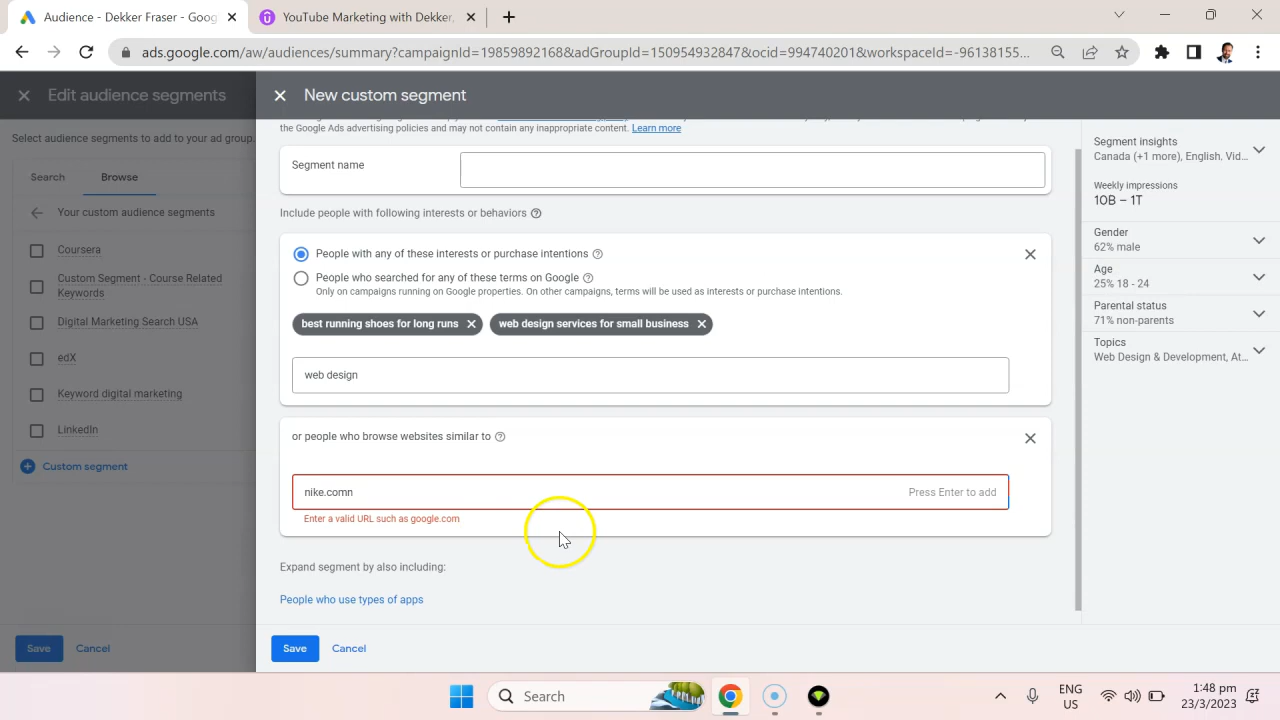 Audience - Dekker Fraser - Goog
YouTube Marketing with Dekker
ads.google.com/aw/audiences/summary?campaignId=19859892168&adGroupId=150954932847&ocid=994740201&workspaceId=-96138155...
Edit audience segments
New custom segment
Select audience segments to add to your ad group.
the Google Ads advertising policies and may not contain any inappropriate content. Learn more
Search
Browse
Your custom audience segments
Coursera
Custom Segment - Course Related
Keywords
Digital Marketing Search USA
edX
Keyword digital marketing
LinkedIn
Custom segment
Save
Cancel
Segment name
Include people with following interests or behaviors
People with any of these interests or purchase intentions
People who searched for any of these terms on Google
Only on campaigns running on Google properties. On other campaigns, terms will be used as interests or purchase intentions.
best running shoes for long runs
web design services for small business
web design
or people who browse websites similar to
nike.comn
Press Enter to add
Enter a valid URL such as google.com
Expand segment by also including:
People who use types of apps
Save
Cancel
Segment insights
Canada (+1 more), English, Vid...
Weekly impressions
10B – 1T
Gender
62% male
Age
25% 18 - 24
Parental status
71% non-parents
Topics
Web Design & Development, At...
Search
ENG
US
1:48 pm
23/3/2023